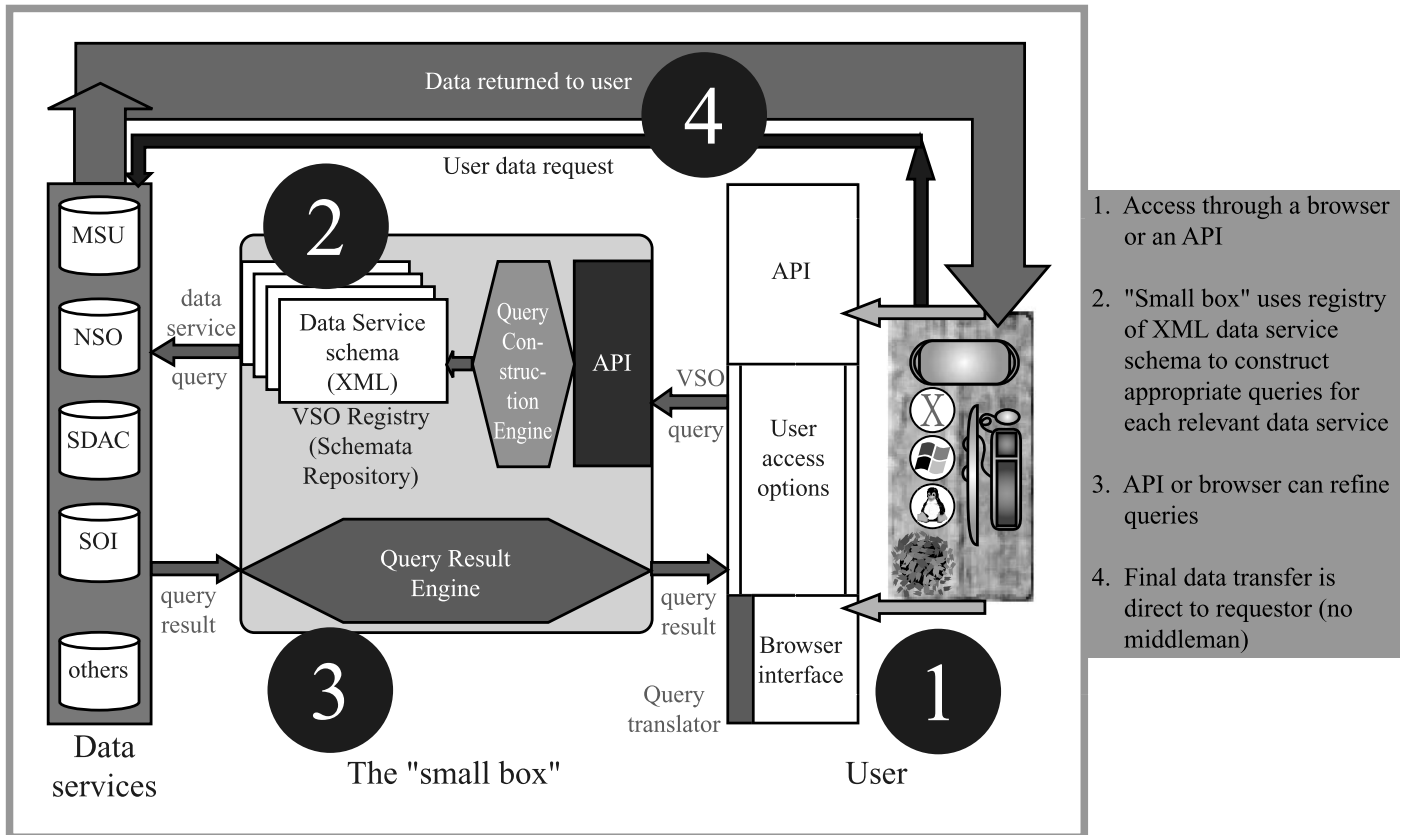 Data returned to user
4
User data request
MSU
NSO
SDAC
SOI
others
Data
services
data
service
query
query
result
2
Data Service
schema
(XML)
VSO Registry
(Schemata
Repository)
Query
Con-
struc-
tion
Engine
API
Query Result
Engine
3
The "small box"
VSO
query
query
result
Query
translator
API
User
access
options
Browser
interface
X
1
User
1. Access through a browser
or an API
2. "Small box" uses registry
of XML data service
schema to construct
appropriate queries for
each relevant data service
3. API or browser can refine
queries
4. Final data transfer is
direct to requestor (no
middleman)